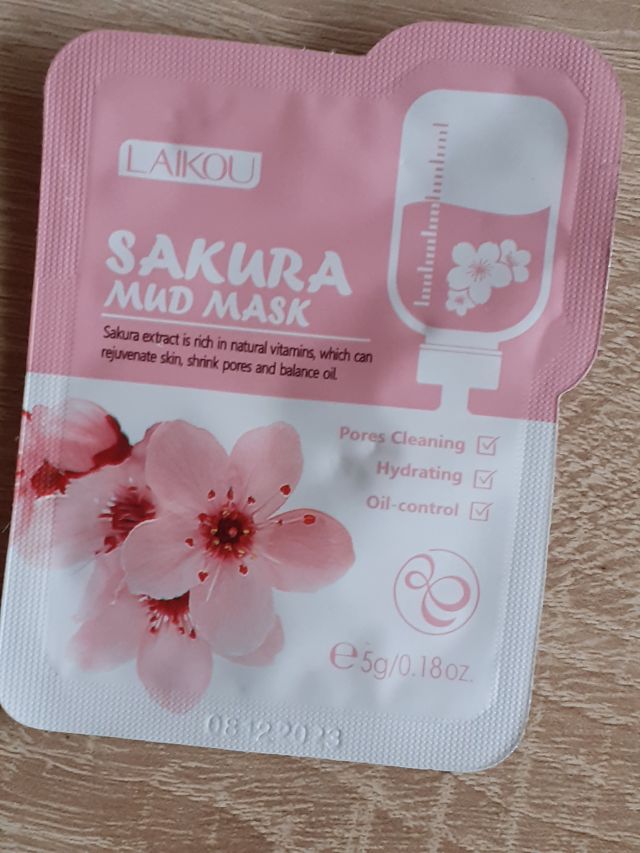 LAIKOU
SAKURA
MUD MASK
Sakura extract is rich in natural vitamins, which can
rejuvenate skin, shrink pores and balance oil.
Pores Cleaning
Hydrating
Oil-control
e5g/0.18oz.
08122023